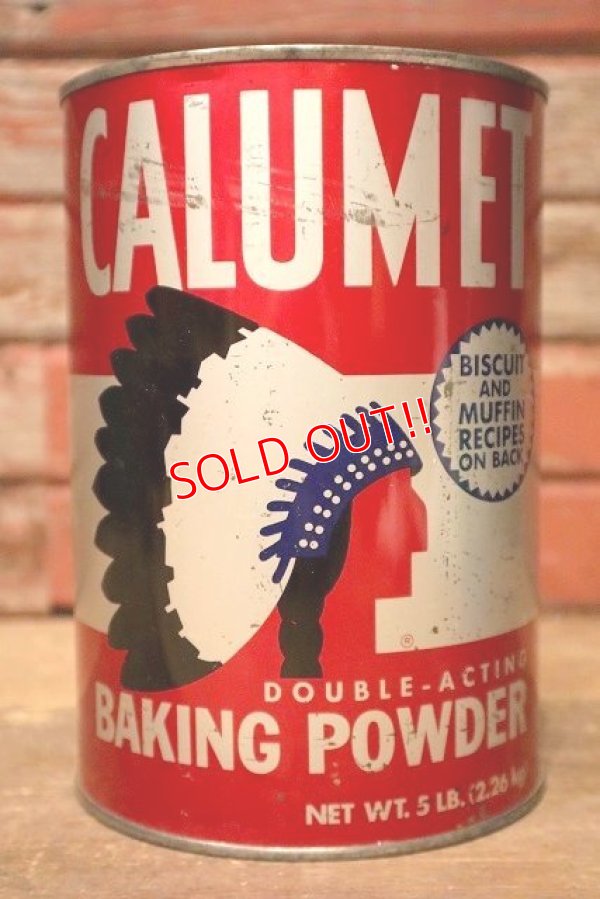 CALUMET
BISCUIT
AND
MUFFIN
RECIPES
ON BACK
SOLD OUT!!
®
DOUBLE-ACTING
BAKING POWDER
NET WT. 5 LB. (2.26 kg)